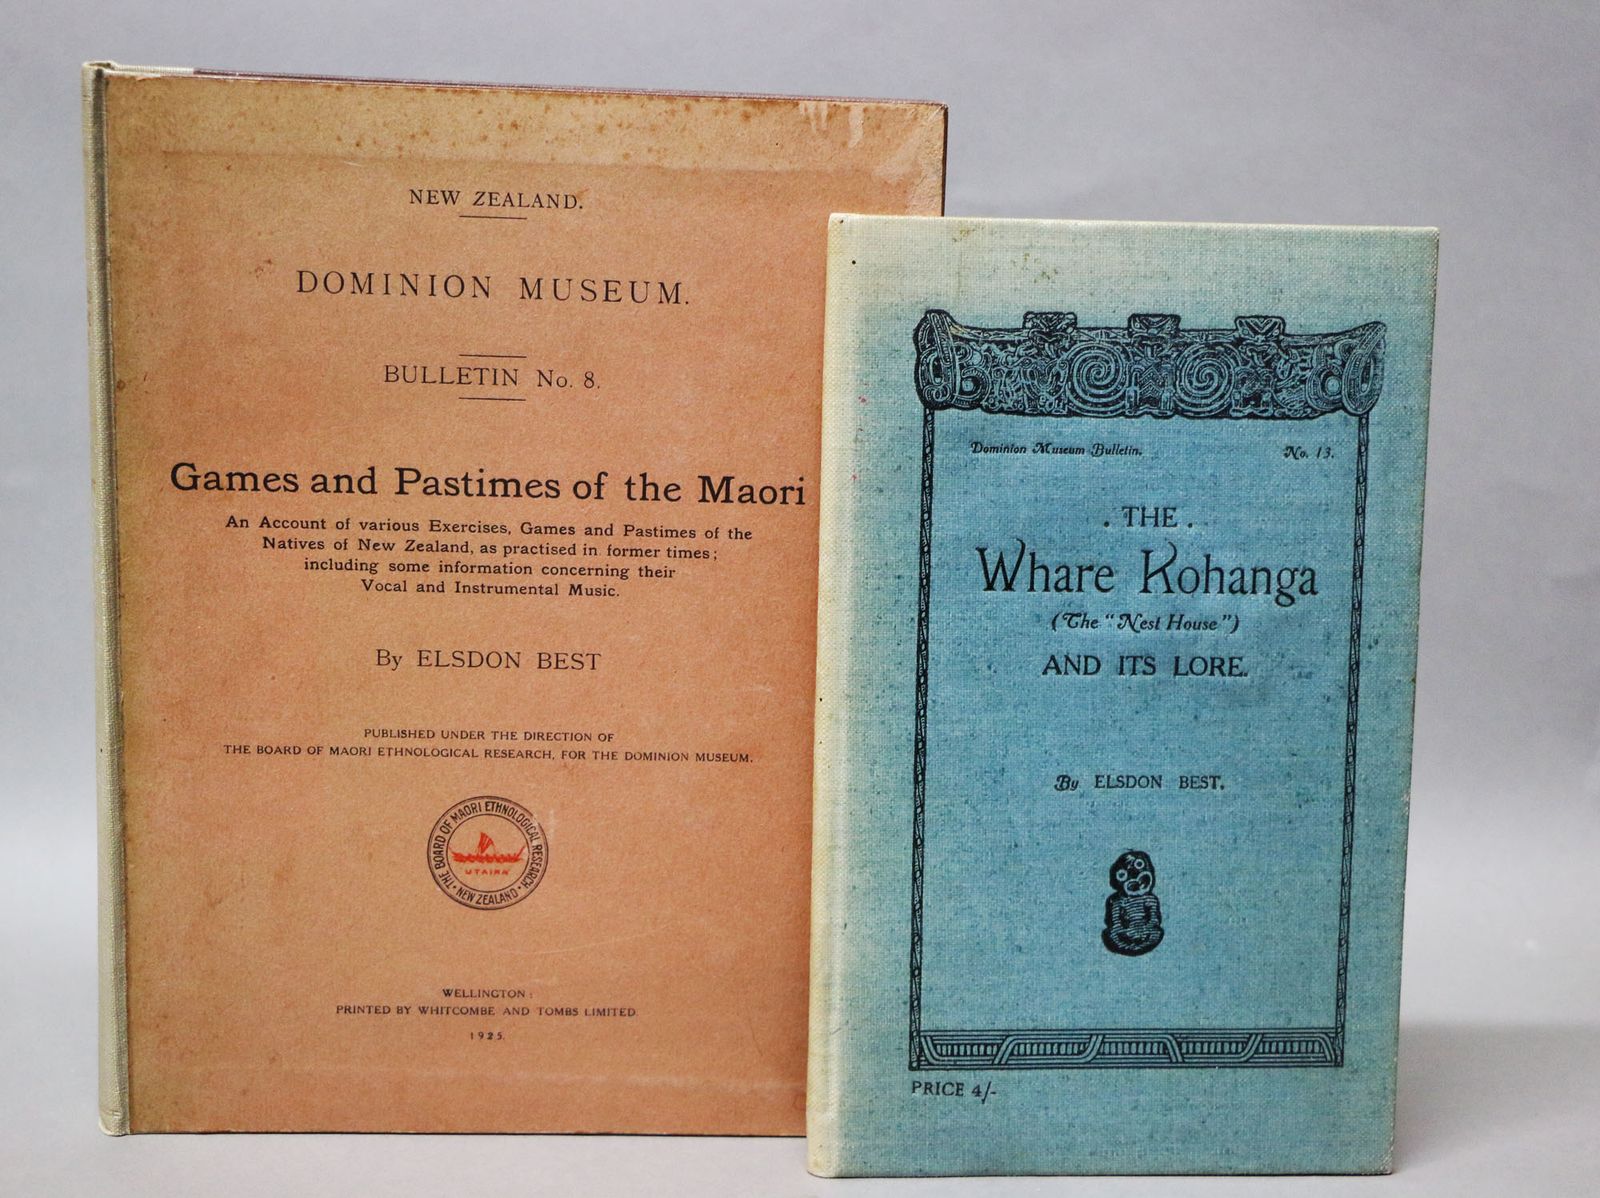 NEW ZEALAND.
DOMINION MUSEUM.
BULLETIN No. 8.
Games and Pastimes of the Maori
An Account of various Exercises, Games and Pastimes of the
Natives of New Zealand, as practised in former times;
including some information concerning their
Vocal and Instrumental Music.
By ELSDON BEST
PUBLISHED UNDER THE DIRECTION OF
THE BOARD OF MAORI ETHNOLOGICAL RESEARCH, FOR THE DOMINION MUSEUM.
THE BOARD OF MAORI ETHNOLOGICAL RESEARCH
NEW ZEALAND
WELLINGTON:
PRINTED BY WHITCOMBE AND TOMBS LIMITED
1925.
Dominion Museum Bulletin. No. 13.
. THE .
Whare Kohanga
(The "Nest House")
AND ITS LORE.
By ELSDON BEST.
PRICE 4/-